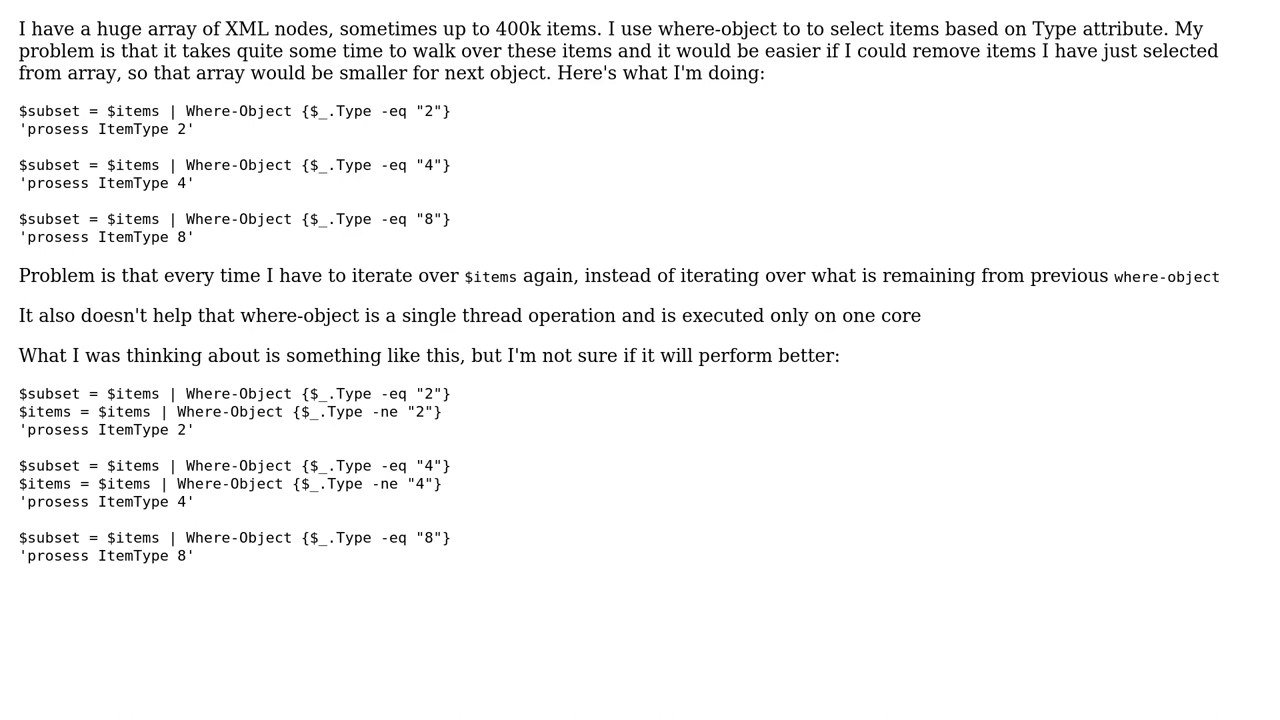 I have a huge array of XML nodes, sometimes up to 400k items. I use where-object to to select items based on Type attribute. My
problem is that it takes quite some time to walk over these items and it would be easier if I could remove items I have just selected
from array, so that array would be smaller for next object. Here's what I'm doing:
$subset = $items | Where-Object {$_.Type -eq "2"}
'prosess ItemType 2'
$subset = $items | Where-Object {$_.Type -eq "4"}
'prosess ItemType 4'
$subset = $items | Where-Object {$_.Type -eq "8"}
'prosess ItemType 8'
Problem is that every time I have to iterate over $items again, instead of iterating over what is remaining from previous where-object
It also doesn't help that where-object is a single thread operation and is executed only on one core
What I was thinking about is something like this, but I'm not sure if it will perform better:
$subset = $items | Where-Object {$_.Type -eq "2"}
$items = $items | Where-Object {$_.Type -ne "2"}
'prosess ItemType 2'
$subset = $items | Where-Object {$_.Type -eq "4"}
$items = $items | Where-Object {$_.Type -ne "4"}
'prosess ItemType 4'
$subset = $items | Where-Object {$_.Type -eq "8"}
'prosess ItemType 8'